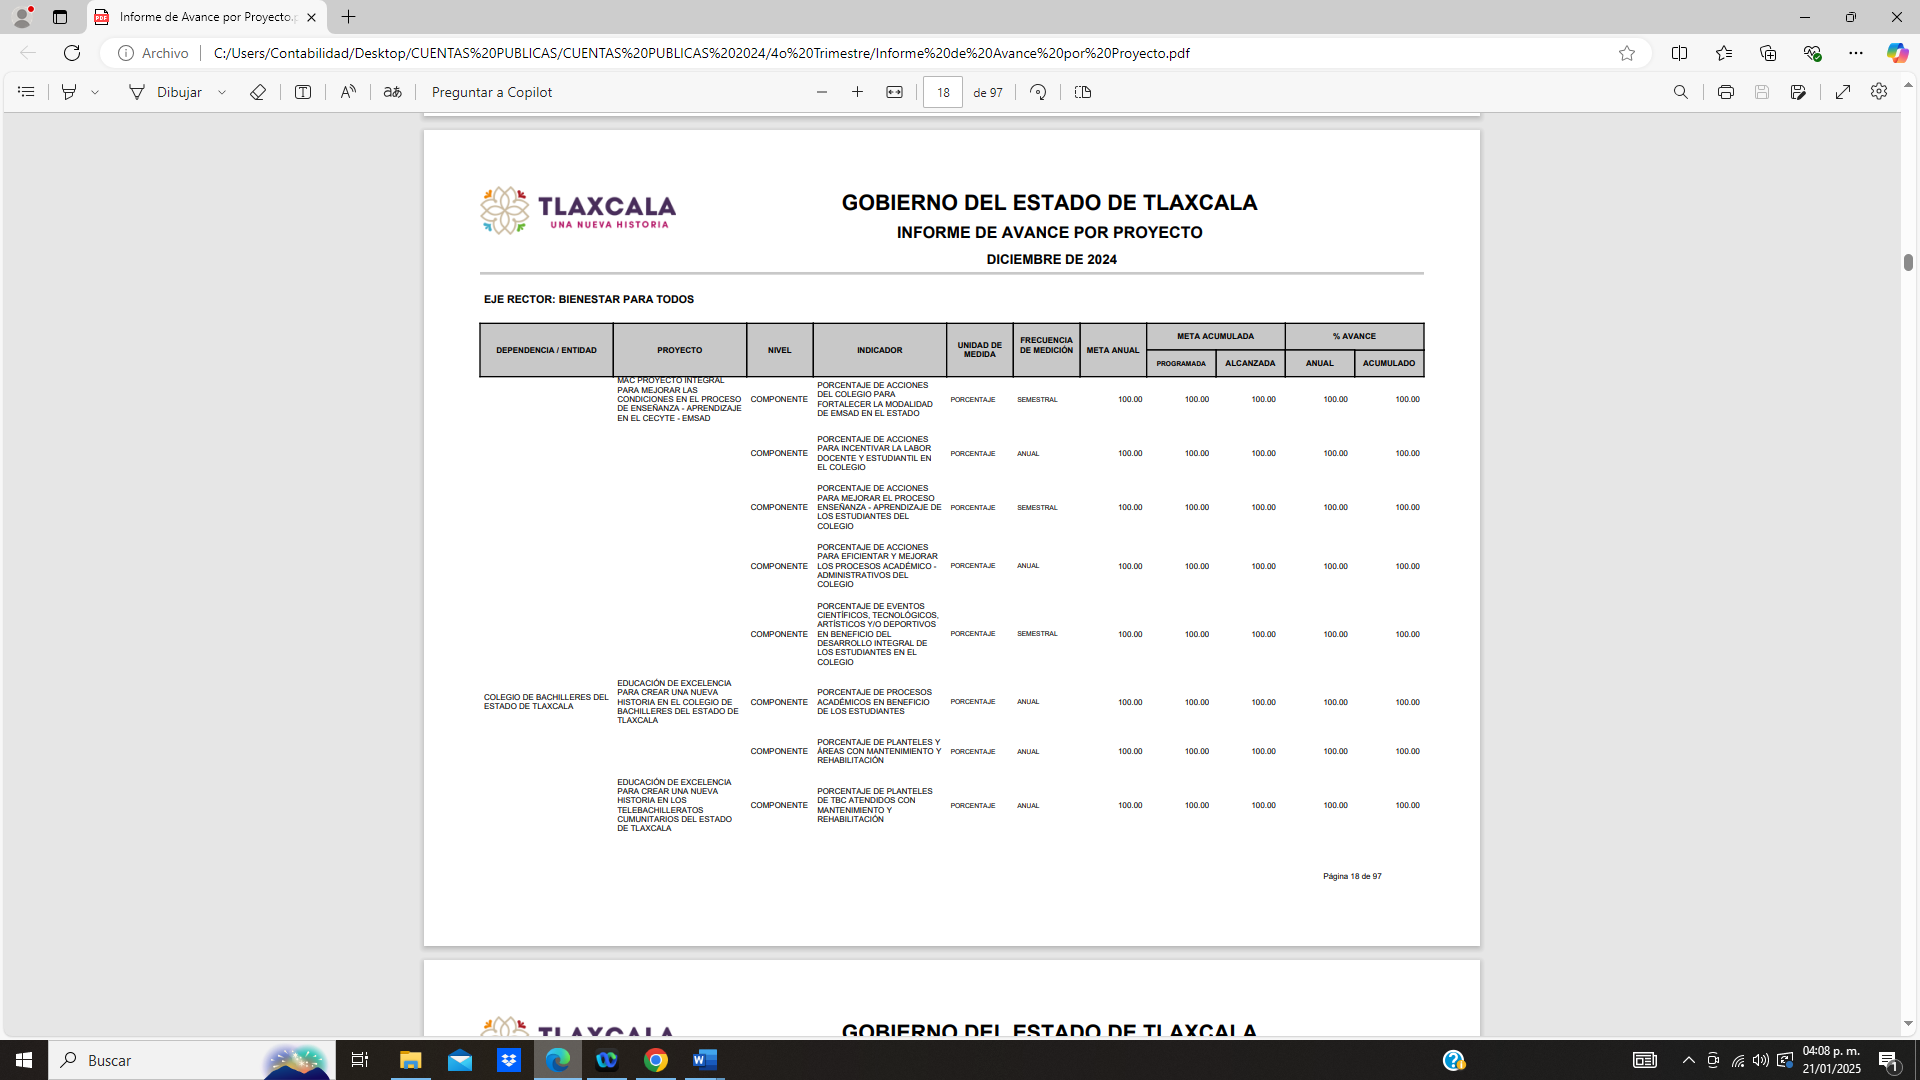 Informe de Avance por Proyecto.p
Archivo
C:/Users/Contabilidad/Desktop/CUENTAS%20PUBLICAS/CUENTAS%20PUBLICAS%202024/4o%20Trimestre/Informe%20de%20Avance%20por%20Proyecto.pdf
Dibujar
aあ
Preguntar a Copilot
18 de 97
TLAXCALA
UNA NUEVA HISTORIA
GOBIERNO DEL ESTADO DE TLAXCALA
INFORME DE AVANCE POR PROYECTO
DICIEMBRE DE 2024
EJE RECTOR: BIENESTAR PARA TODOS
DEPENDENCIA / ENTIDAD
PROYECTO
NIVEL
INDICADOR
UNIDAD DE
MEDIDA
FRECUENCIA
DE MEDICIÓN
META ANUAL
META ACUMULADA
PROGRAMADA
ALCANZADA
% AVANCE
ANUAL
ACUMULADO
MAC PROYECTO INTEGRAL
PARA MEJORAR LAS
CONDICIONES EN EL PROCESO
DE ENSEÑANZA - APRENDIZAJE
EN EL CECYTE - EMSAD
COMPONENTE
PORCENTAJE DE ACCIONES
DEL COLEGIO PARA
FORTALECER LA MODALIDAD
DE EMSAD EN EL ESTADO
PORCENTAJE SEMESTRAL 100.00 100.00 100.00 100.00 100.00
COMPONENTE
PORCENTAJE DE ACCIONES
PARA INCENTIVAR LA LABOR
DOCENTE Y ESTUDIANTIL EN
EL COLEGIO
PORCENTAJE ANUAL 100.00 100.00 100.00 100.00 100.00
COMPONENTE
PORCENTAJE DE ACCIONES
PARA MEJORAR EL PROCESO
ENSEÑANZA - APRENDIZAJE DE
LOS ESTUDIANTES DEL
COLEGIO
PORCENTAJE SEMESTRAL 100.00 100.00 100.00 100.00 100.00
COMPONENTE
PORCENTAJE DE ACCIONES
PARA EFICIENTAR Y MEJORAR
LOS PROCESOS ACADÉMICO -
ADMINISTRATIVOS DEL
COLEGIO
PORCENTAJE ANUAL 100.00 100.00 100.00 100.00 100.00
COMPONENTE
PORCENTAJE DE EVENTOS
CIENTÍFICOS, TECNOLÓGICOS,
ARTÍSTICOS Y/O DEPORTIVOS
EN BENEFICIO DEL
DESARROLLO INTEGRAL DE
LOS ESTUDIANTES EN EL
COLEGIO
PORCENTAJE SEMESTRAL 100.00 100.00 100.00 100.00 100.00
COLEGIO DE BACHILLERES DEL
ESTADO DE TLAXCALA
EDUCACIÓN DE EXCELENCIA
PARA CREAR UNA NUEVA
HISTORIA EN EL COLEGIO DE
BACHILLERES DEL ESTADO DE
TLAXCALA
COMPONENTE
PORCENTAJE DE PROCESOS
ACADÉMICOS EN BENEFICIO
DE LOS ESTUDIANTES
PORCENTAJE ANUAL 100.00 100.00 100.00 100.00 100.00
COMPONENTE
PORCENTAJE DE PLANTELES Y
ÁREAS CON MANTENIMIENTO Y
REHABILITACIÓN
PORCENTAJE ANUAL 100.00 100.00 100.00 100.00 100.00
EDUCACIÓN DE EXCELENCIA
PARA CREAR UNA NUEVA
HISTORIA EN LOS
TELEBACHILLERATOS
CUMUNITARIOS DEL ESTADO
DE TLAXCALA
COMPONENTE
PORCENTAJE DE PLANTELES
DE TBC ATENDIDOS CON
MANTENIMIENTO Y
REHABILITACIÓN
PORCENTAJE ANUAL 100.00 100.00 100.00 100.00 100.00
Página 18 de 97
TLAXCALA
GOBIERNO DEL ESTADO DE TLAXCALA
Buscar
04:08 p. m.
21/01/2025
1